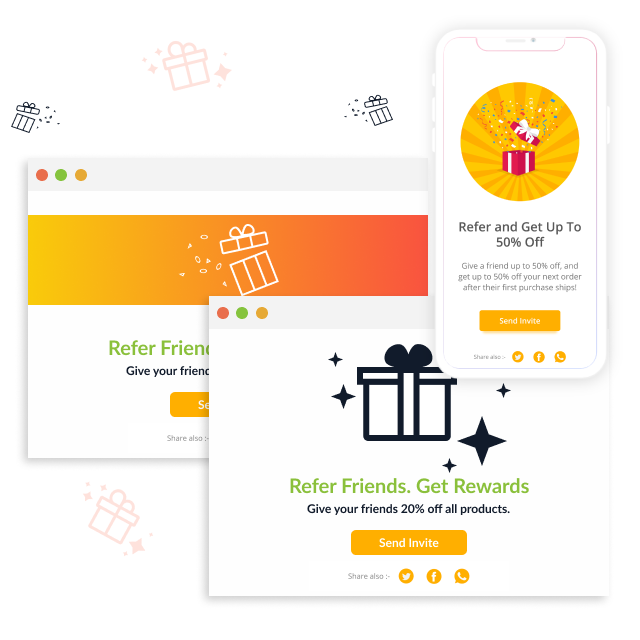 Refer and Get Up To
50% Off
Give a friend up to 50% off, and
get up to 50% off your next order
after their first purchase ships!
Send Invite
Share also :-
Refer Friend
Give your friend
Se
Share also :-
Refer Friends. Get Rewards
Give your friends 20% off all products.
Send Invite
Share also :-